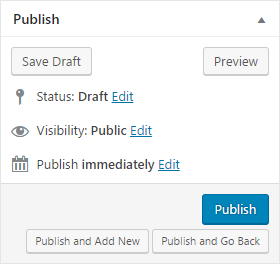 Publish
Save Draft Preview
Status: Draft Edit
Visibility: Public Edit
Publish immediately Edit
Publish
Publish and Add New Publish and Go Back